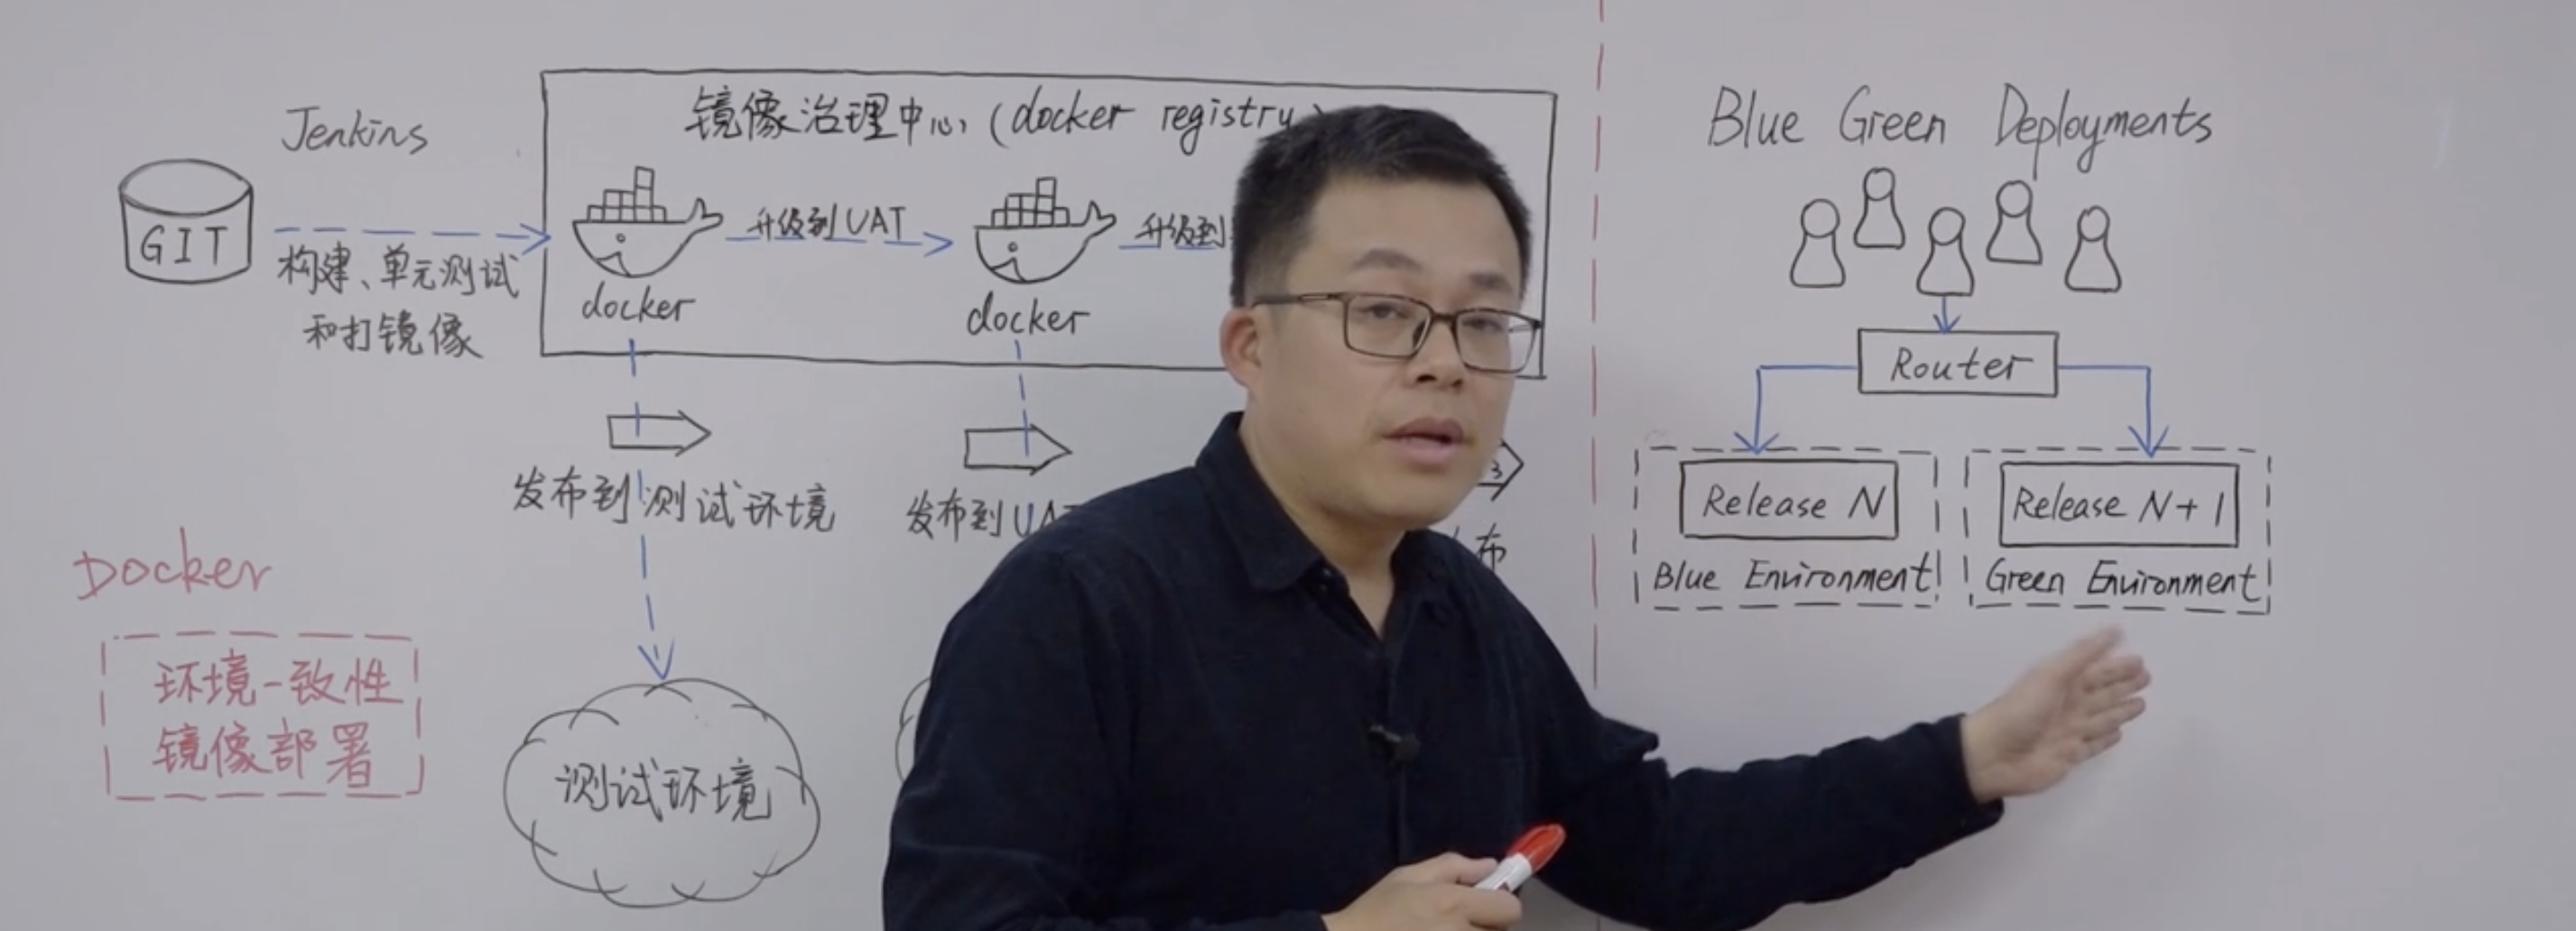 Jenkins
GIT
构建、单元测试
和打镜像
镜像治理中心(docker registry
升级到UAT
升级到
docker
docker
发布到测试环境
发布到UA
3
布
测试环境
Docker
环境一致性
镜像部署
Blue Green Deployments
Router
Release N
Release N+1
Blue Environment
Green Environment